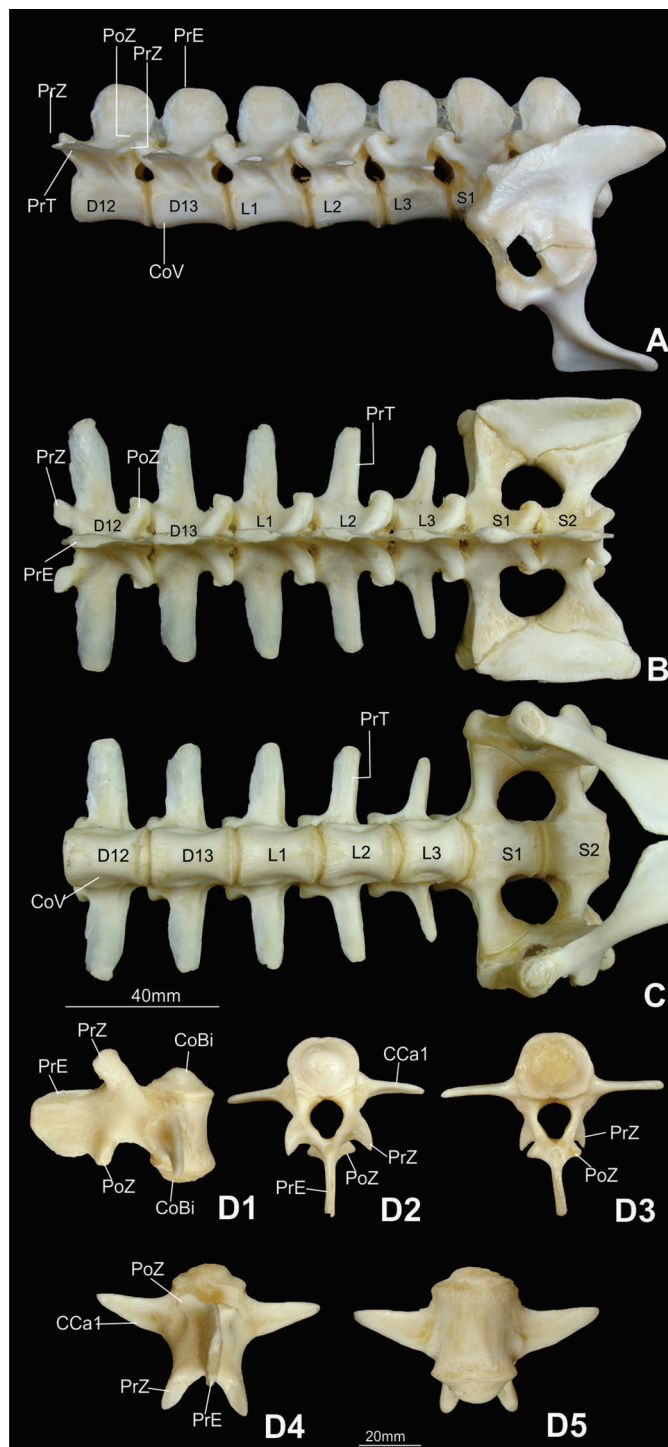 PoZ
PrE
PrZ
PrZ
PrT
D12 D13 L1 L2 L3 S1
CoV
A
PrT
PrZ PoZ
D12 D13 L1 L2 L3 S1 S2
PrE
B
PrT
D12 D13 L1 L2 L3 S1 S2
CoV
C
40mm
PrZ
CoBi
PrE
CCa1
PrZ
PrZ
PoZ
PoZ
PoZ
PrE
CoBi
D1 D2 D3
PoZ
CCa1
PrZ
PrE
D4 D5
20mm